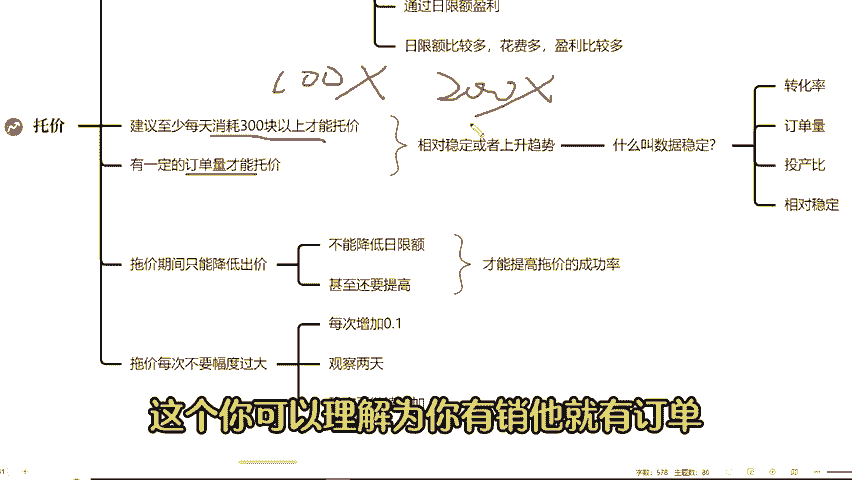 通过日限额盈利
日限额比较多，花费多，盈利比较多
100X 200X
托价
建议至少每天消耗300块以上才能托价
有一定的订单量才能托价
相对稳定或者上升趋势
什么叫数据稳定？
转化率
订单量
投产比
相对稳定
拖价期间只能降低出价
不能降低日限额
甚至还要提高
才能提高拖价的成功率
拖价每次不要幅度过大
每次增加0.1
观察两天
这个你可以理解为你有销他就有订单
字数：578 主题数：80